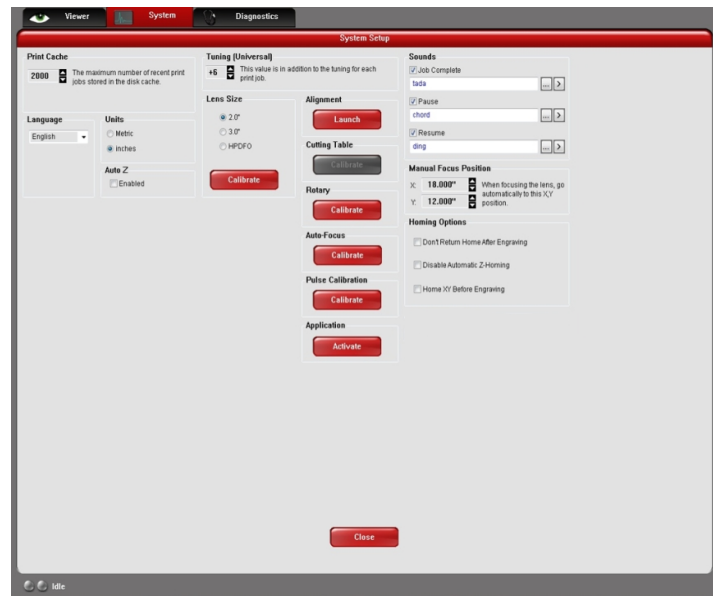 Viewer
System
Diagnostics
System Setup
Print Cache
2000
The maximum number of recent print
jobs stored in the disk cache.
Language
English
Units
Metric
Inches
Auto Z
Enabled
Tuning (Universal)
+6
This value is in addition to the tuning for each
print job.
Lens Size
2.0"
3.0"
HPDFO
Calibrate
Alignment
Launch
Cutting Table
Calibrate
Rotary
Calibrate
Auto-Focus
Calibrate
Pulse Calibration
Calibrate
Application
Activate
Sounds
Job Complete
tada
... >
Pause
chord
... >
Resume
ding
... >
Manual Focus Position
X: 18.000"
Y: 12.000"
When focusing the lens, go
automatically to this X,Y
position.
Homing Options
Don't Return Home After Engraving
Disable Automatic Z-Homing
Home XY Before Engraving
Close
Idle